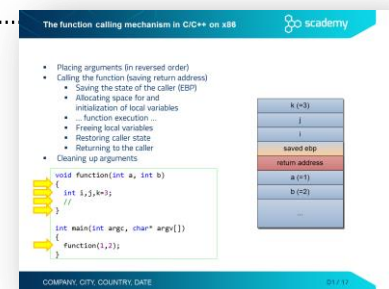 The function calling mechanism in C/C++ on x86
scademy
Placing arguments (in reversed order)
Calling the function (saving return address)
Saving the state of the caller (EBP)
Allocating space for and
initialization of local variables
... function execution ...
Freeing local variables
Restoring caller state
Returning to the caller
Cleaning up arguments
void function(int a, int b)
{
int i,j,k=3;
//
}
int main(int argc, char* argv[])
{
function(1,2);
}
k (=3)
j
i
saved ebp
return address
a (=1)
b (=2)
...
COMPANY, CITY, COUNTRY, DATE
D1 / 17